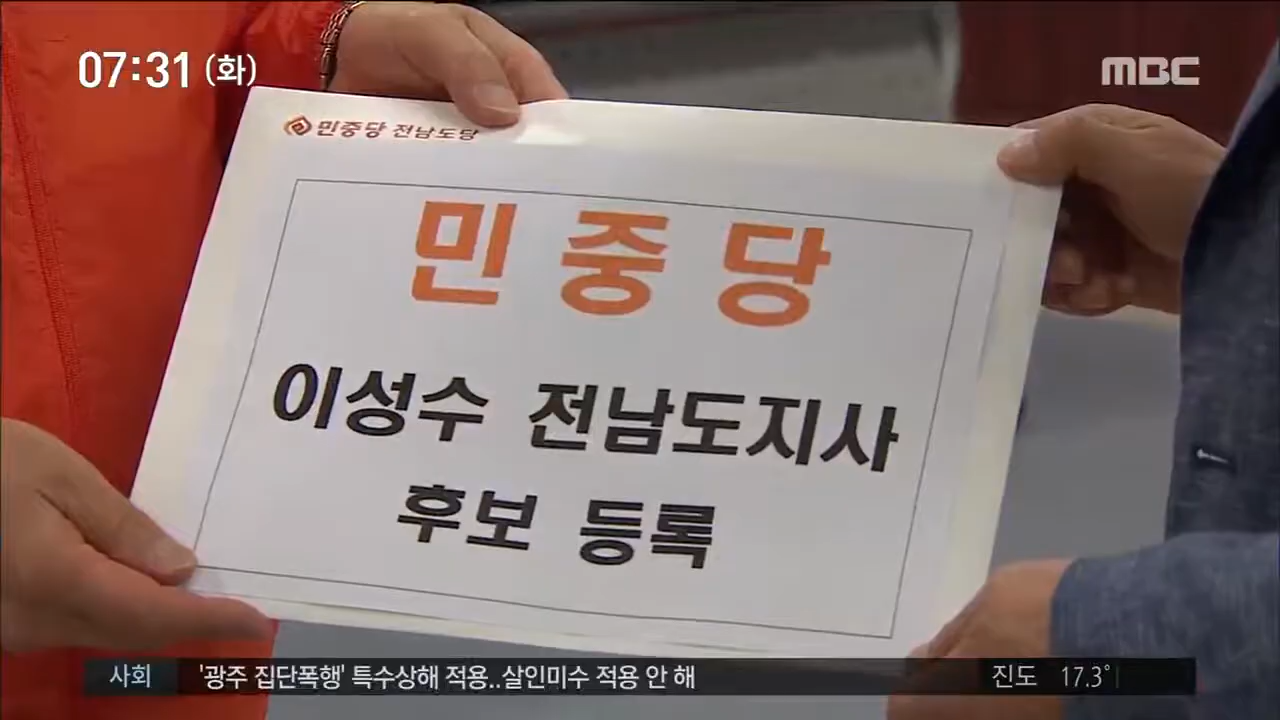 07:31 (화)
MBC
민중당 전남도당
민중당
이성수 전남도지사
후보 등록
사회 '광주 집단폭행' 특수상해 적용..살인미수 적용 안 해 진도 17.3°